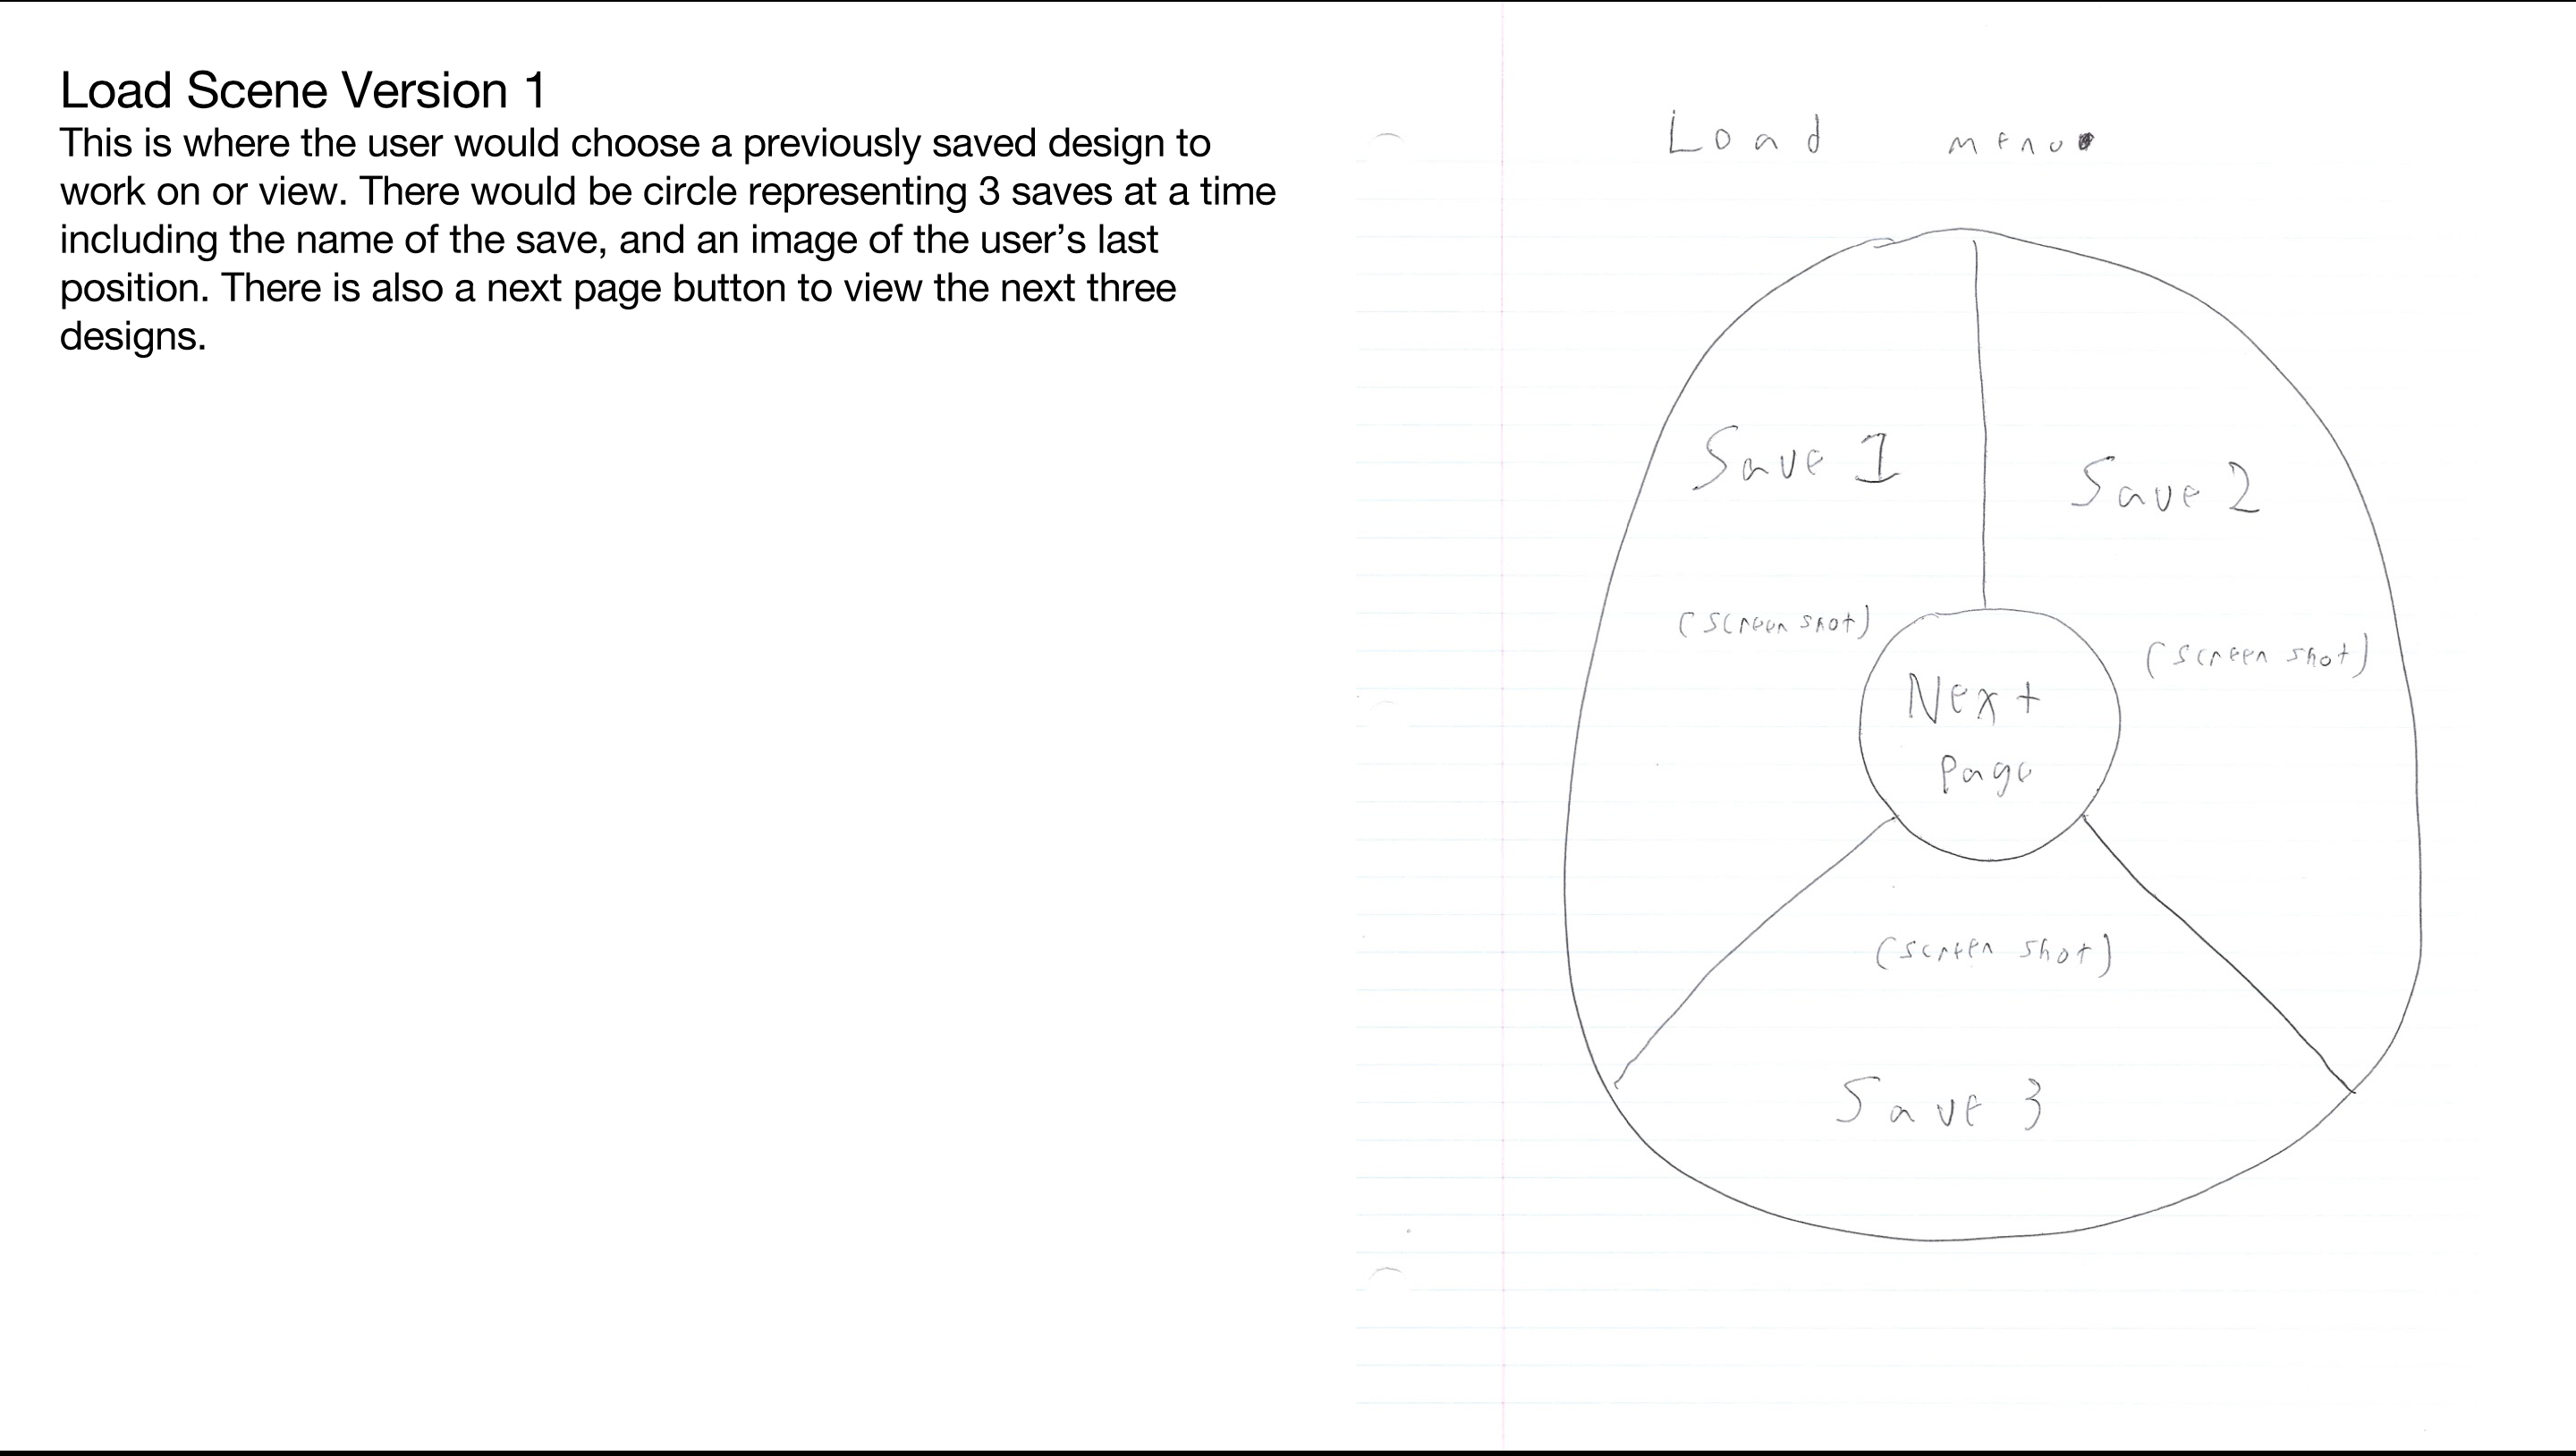 Load Scene Version 1
This is where the user would choose a previously saved design to
work on or view. There would be circle representing 3 saves at a time
including the name of the save, and an image of the user’s last
position. There is also a next page button to view the next three
designs.
Load menu
Save 1
Save 2
(screen shot)
(screen shot)
Next
Page
(screen shot)
Save 3